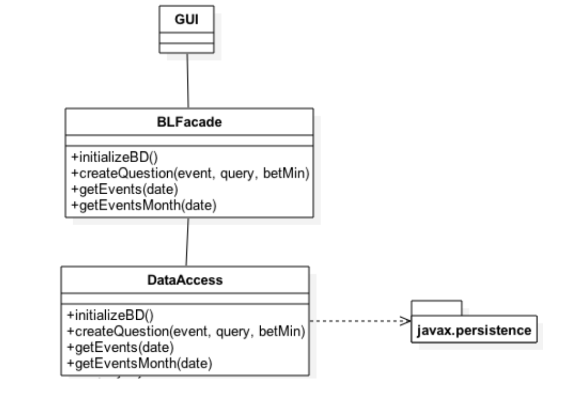 GUI
BLFacade
+initializeBD()
+createQuestion(event, query, betMin)
+getEvents(date)
+getEventsMonth(date)
DataAccess
+initializeBD()
+createQuestion(event, query, betMin)
+getEvents(date)
+getEventsMonth(date)
javax.persistence